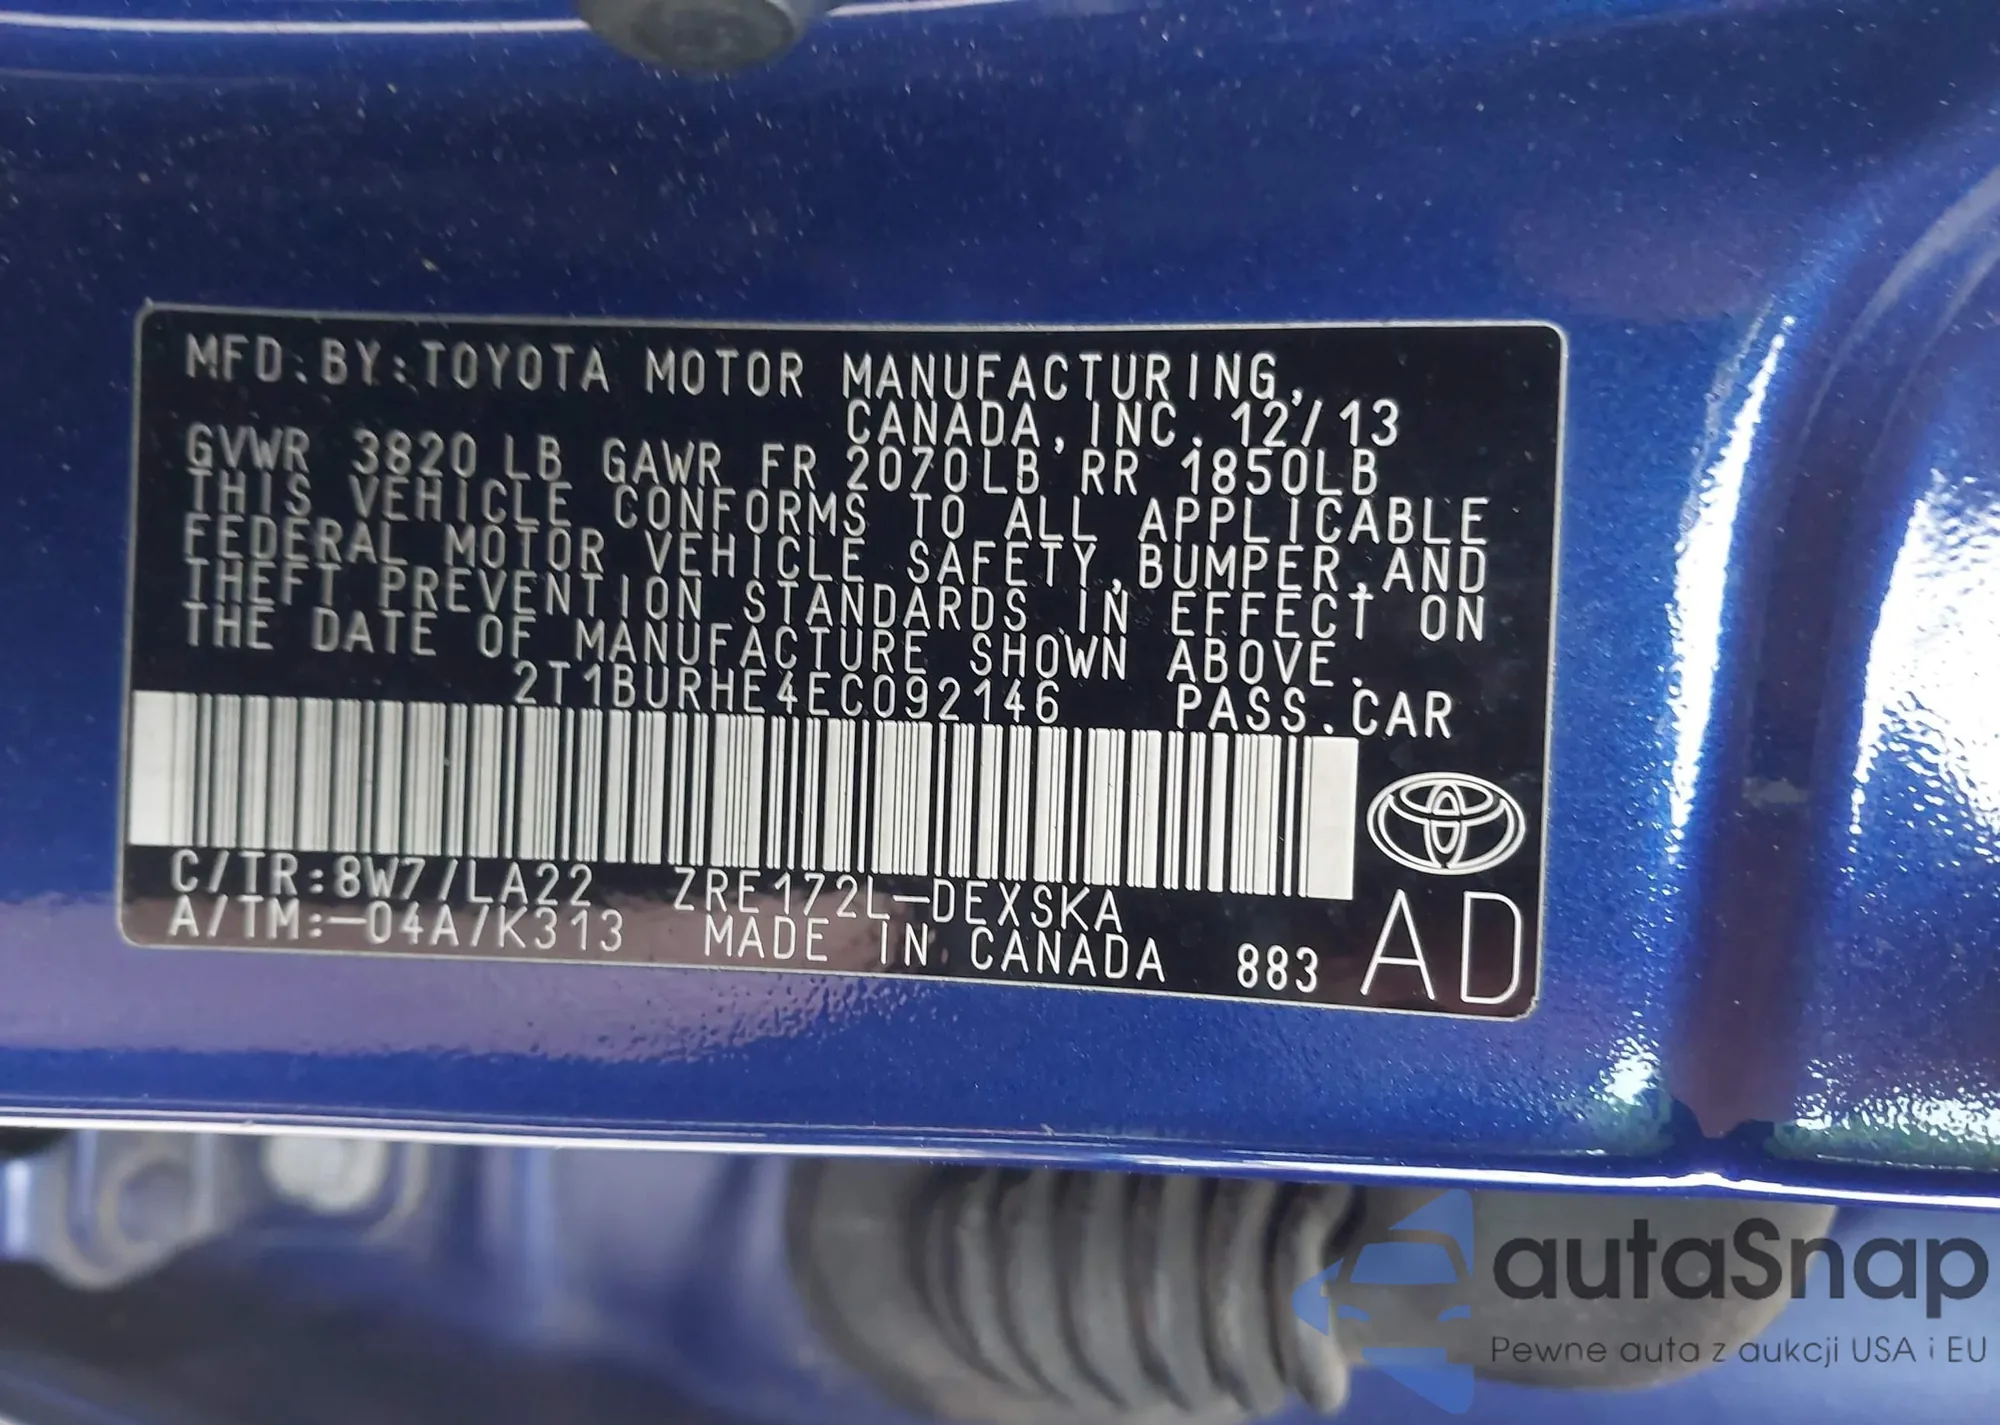 MFD.BY:TOYOTA MOTOR MANUFACTURING,
CANADA,INC. 12/13
GVWR 3820 LB GAWR FR 2070LB RR 1850LB
THIS VEHICLE CONFORMS TO ALL APPLICABLE
FEDERAL MOTOR VEHICLE SAFETY,BUMPER,AND
THEFT PREVENTION STANDARDS IN EFFECT ON
THE DATE OF MANUFACTURE SHOWN ABOVE.
2T1BURHE4EC092146 PASS.CAR
C/TR:8W7/LA22 ZRE172L-DEXSKA
A/TM:-04A/K313 MADE IN CANADA 883 AD
autaSnap
Pewne auta z aukcji USA i EU